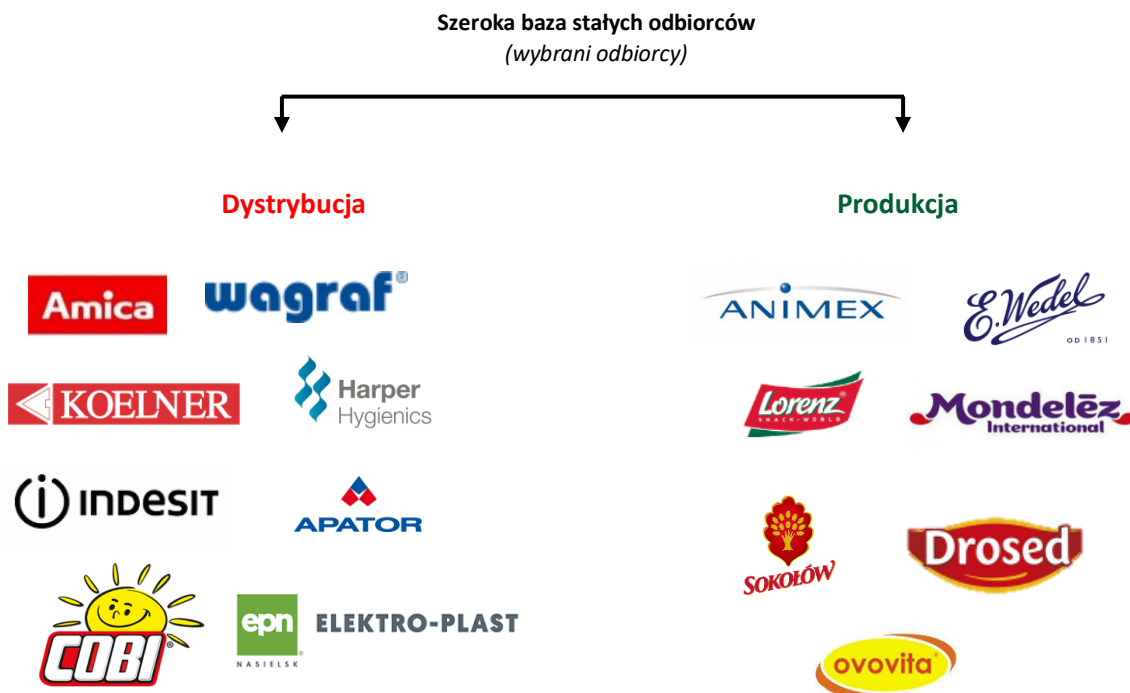 Szeroka baza stałych odbiorców
(wybrani odbiorcy)
Dystrybucja
Produkcja
Amica
wagraf®
KOELNER
Harper
Hygienics
INDESIT
APATOR
COBI®
epn®
NASIELSK
ELEKTRO-PLAST
ANIMEX
E.Wedel
OD 1851
Lorenz®
SNACK-WORLD
Mondelēz
International
SOKOŁÓW
Drosed
ovovita®